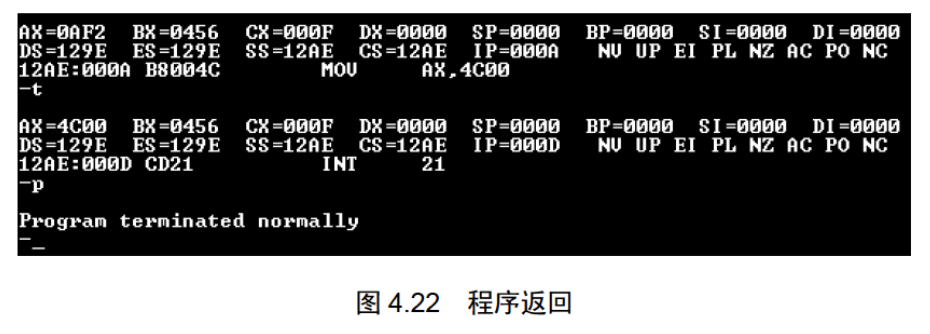 AX=0AF2  BX=0456  CX=000F  DX=0000  SP=0000  BP=0000  SI=0000  DI=0000
DS=129E  ES=129E  SS=12AE  CS=12AE  IP=000A   NV UP EI PL NZ AC PO NC
12AE:000A B8004C        MOV     AX,4C00
-t
AX=4C00  BX=0456  CX=000F  DX=0000  SP=0000  BP=0000  SI=0000  DI=0000
DS=129E  ES=129E  SS=12AE  CS=12AE  IP=000D   NV UP EI PL NZ AC PO NC
12AE:000D CD21          INT     21
-p
Program terminated normally
-_
图 4.22 程序返回